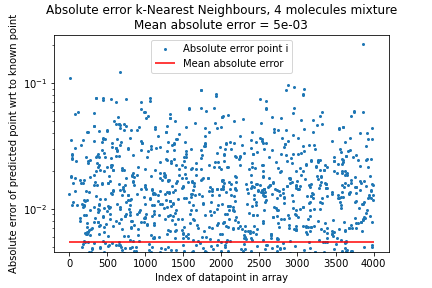 Absolute error k-Nearest Neighbours, 4 molecules mixture
Mean absolute error = 5e-03
Absolute error point i
Mean absolute error
Absolute error of predicted point wrt to known point
10⁻¹
10⁻²
0 500 1000 1500 2000 2500 3000 3500 4000
Index of datapoint in array